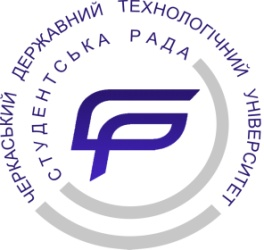 ЧЕРКАСЬКИЙ ДЕРЖАВНИЙ ТЕХНОЛОГІЧНИЙ УНІВЕРСИТЕТ
СТУДЕНТСЬКА РАДА